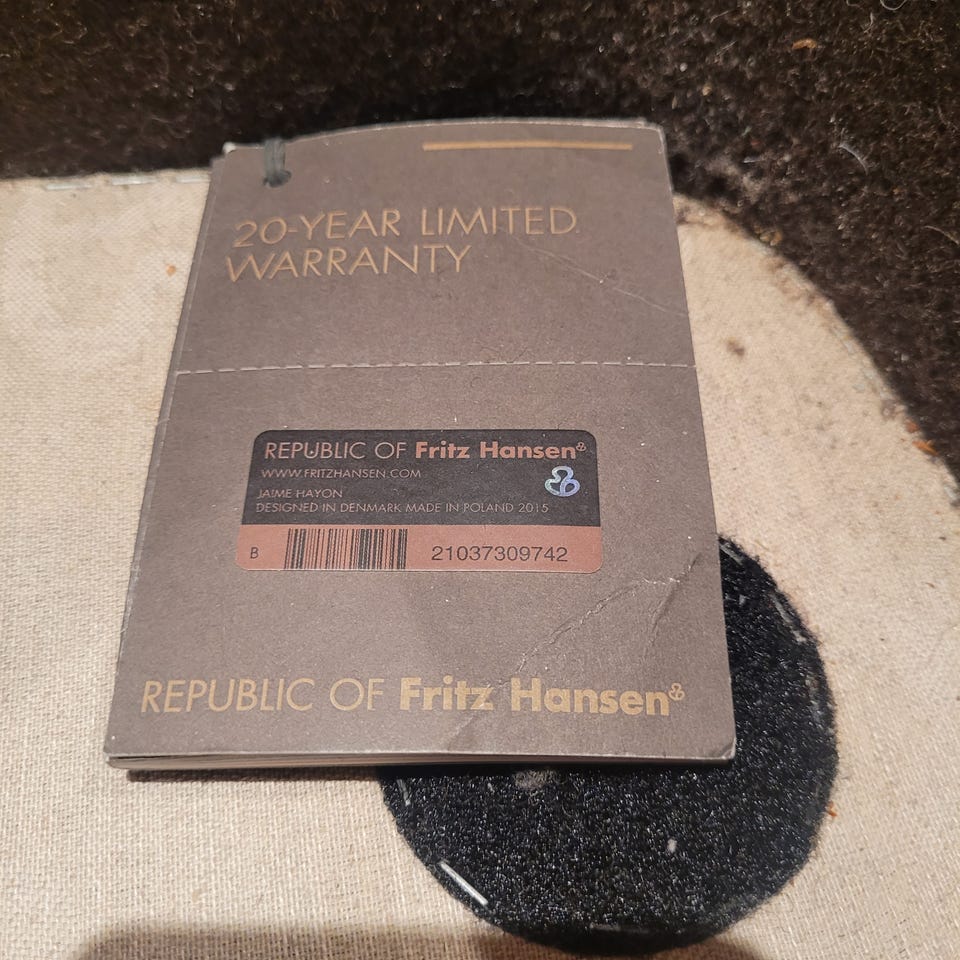 20-YEAR LIMITED
WARRANTY
REPUBLIC OF Fritz Hansen®
WWW.FRITZHANSEN.COM
JAIME HAYON
DESIGNED IN DENMARK MADE IN POLAND 2015
B 21037309742
REPUBLIC OF Fritz Hansen